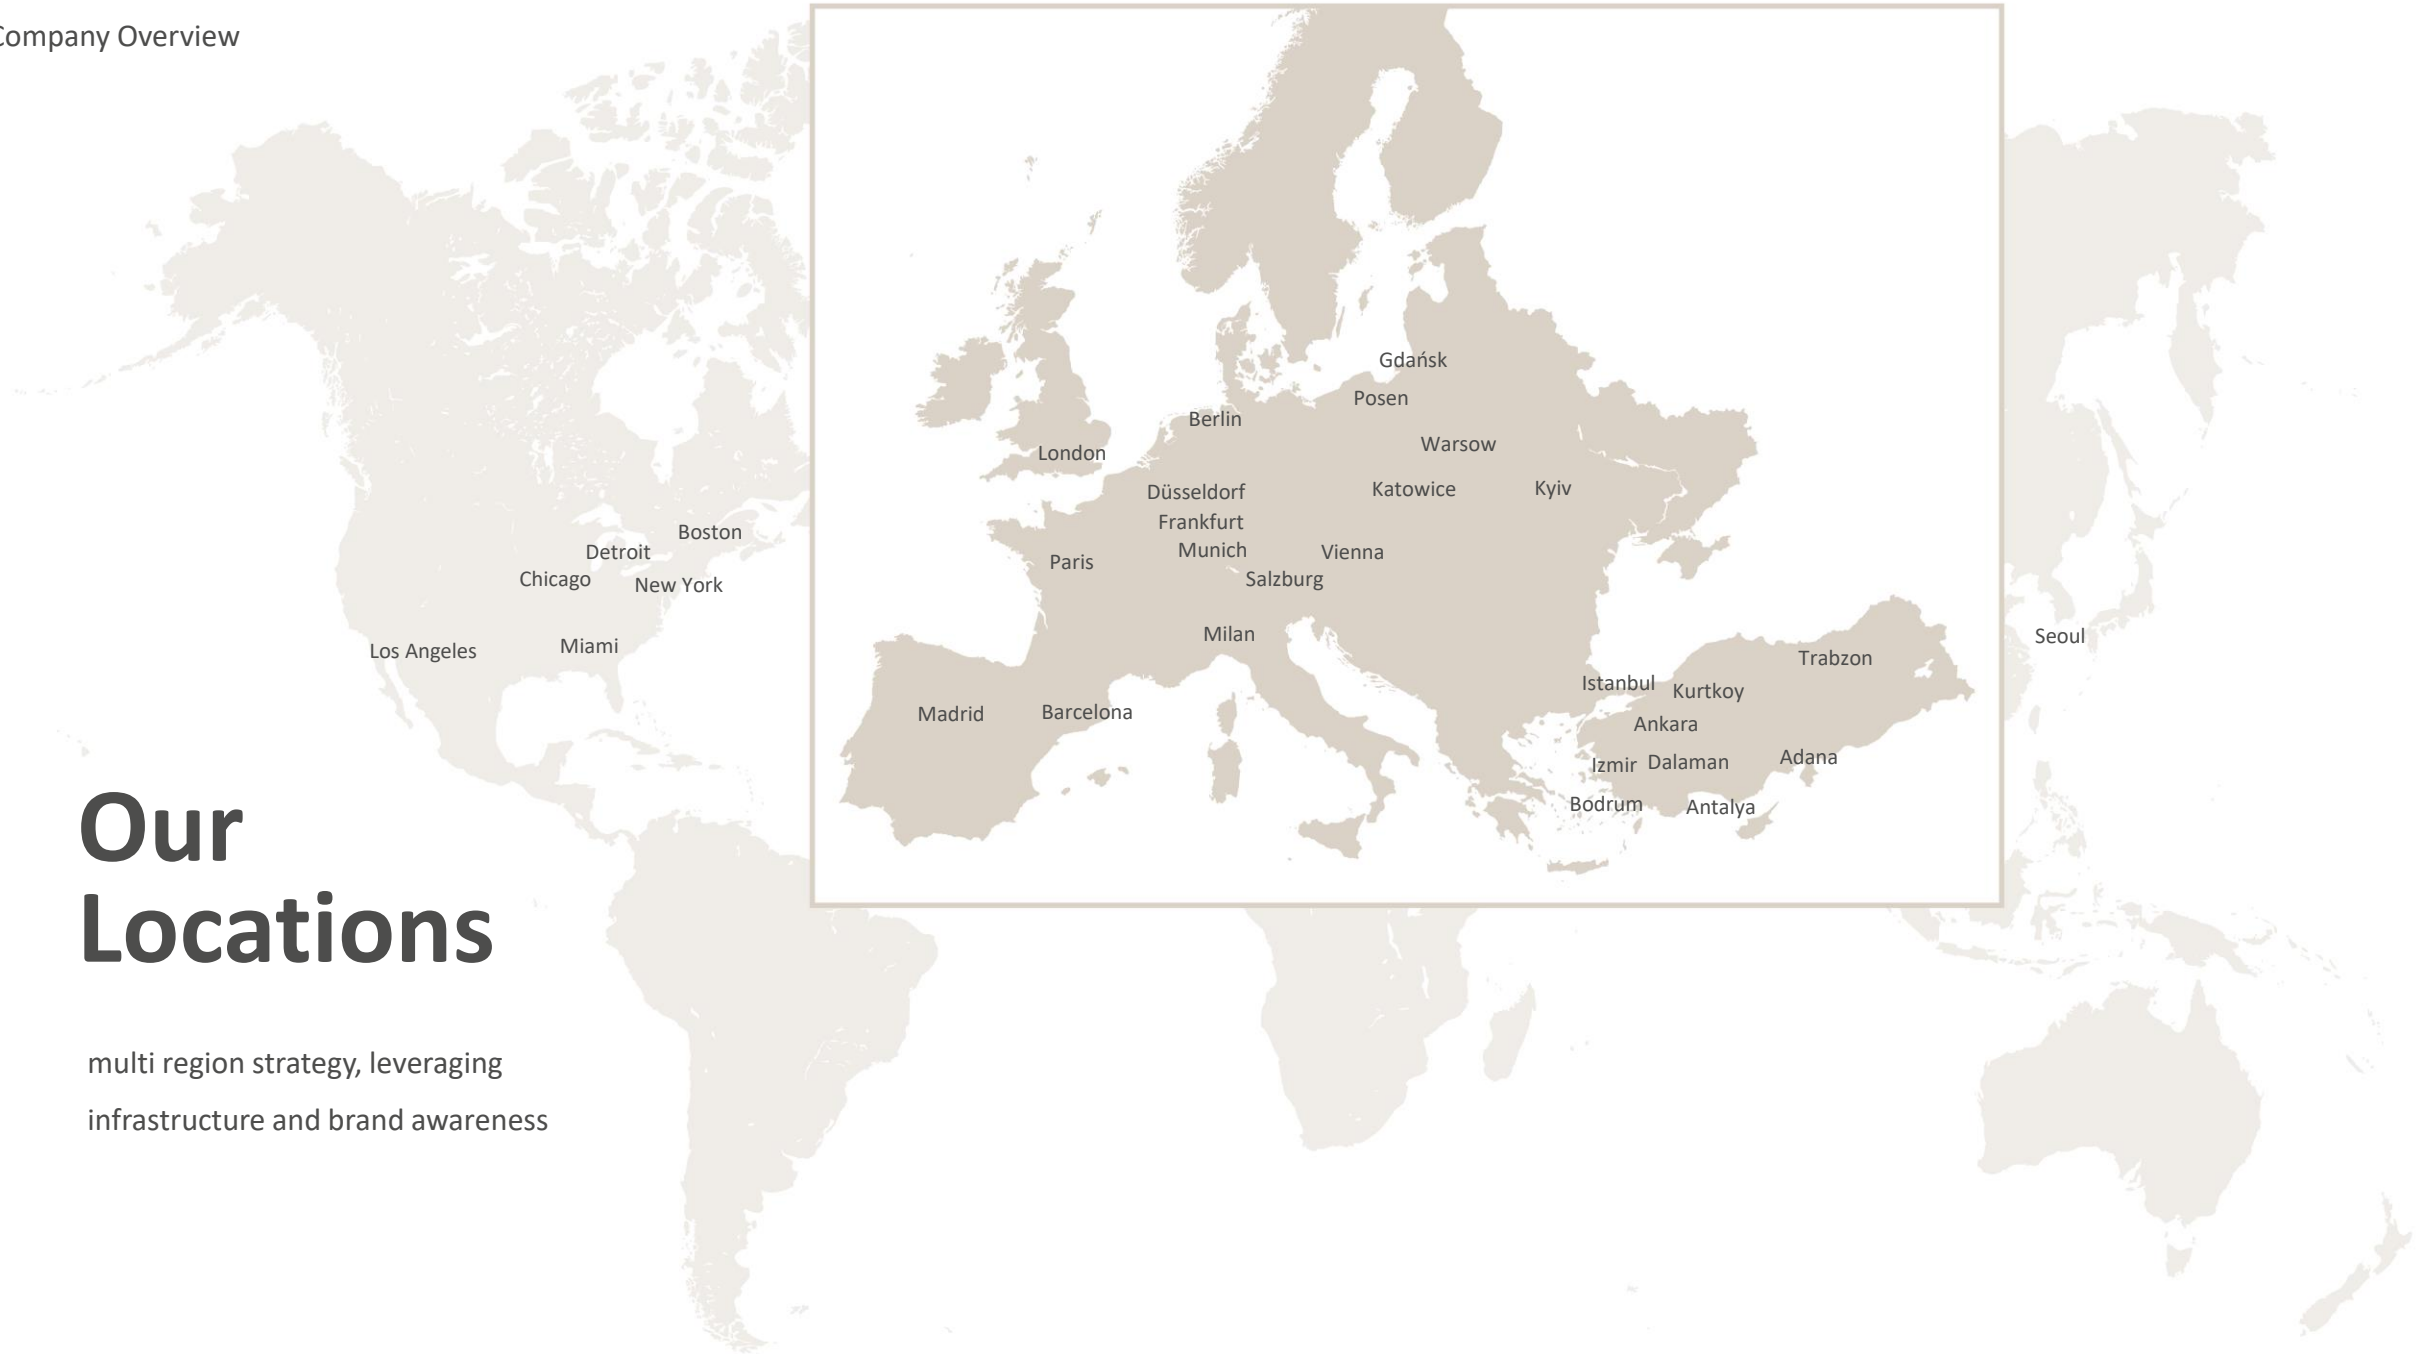 Company Overview
Gdańsk
Posen
Berlin
Warsow
London
Düsseldorf
Katowice
Kyiv
Frankfurt
Boston
Munich
Vienna
Detroit
Paris
Chicago
Salzburg
New York
Milan
Seoul
Miami
Los Angeles
Trabzon
Istanbul
Kurtkoy
Madrid
Barcelona
Ankara
Adana
Izmir
Dalaman
Bodrum
Antalya
Our
Locations
multi region strategy, leveraging
infrastructure and brand awareness